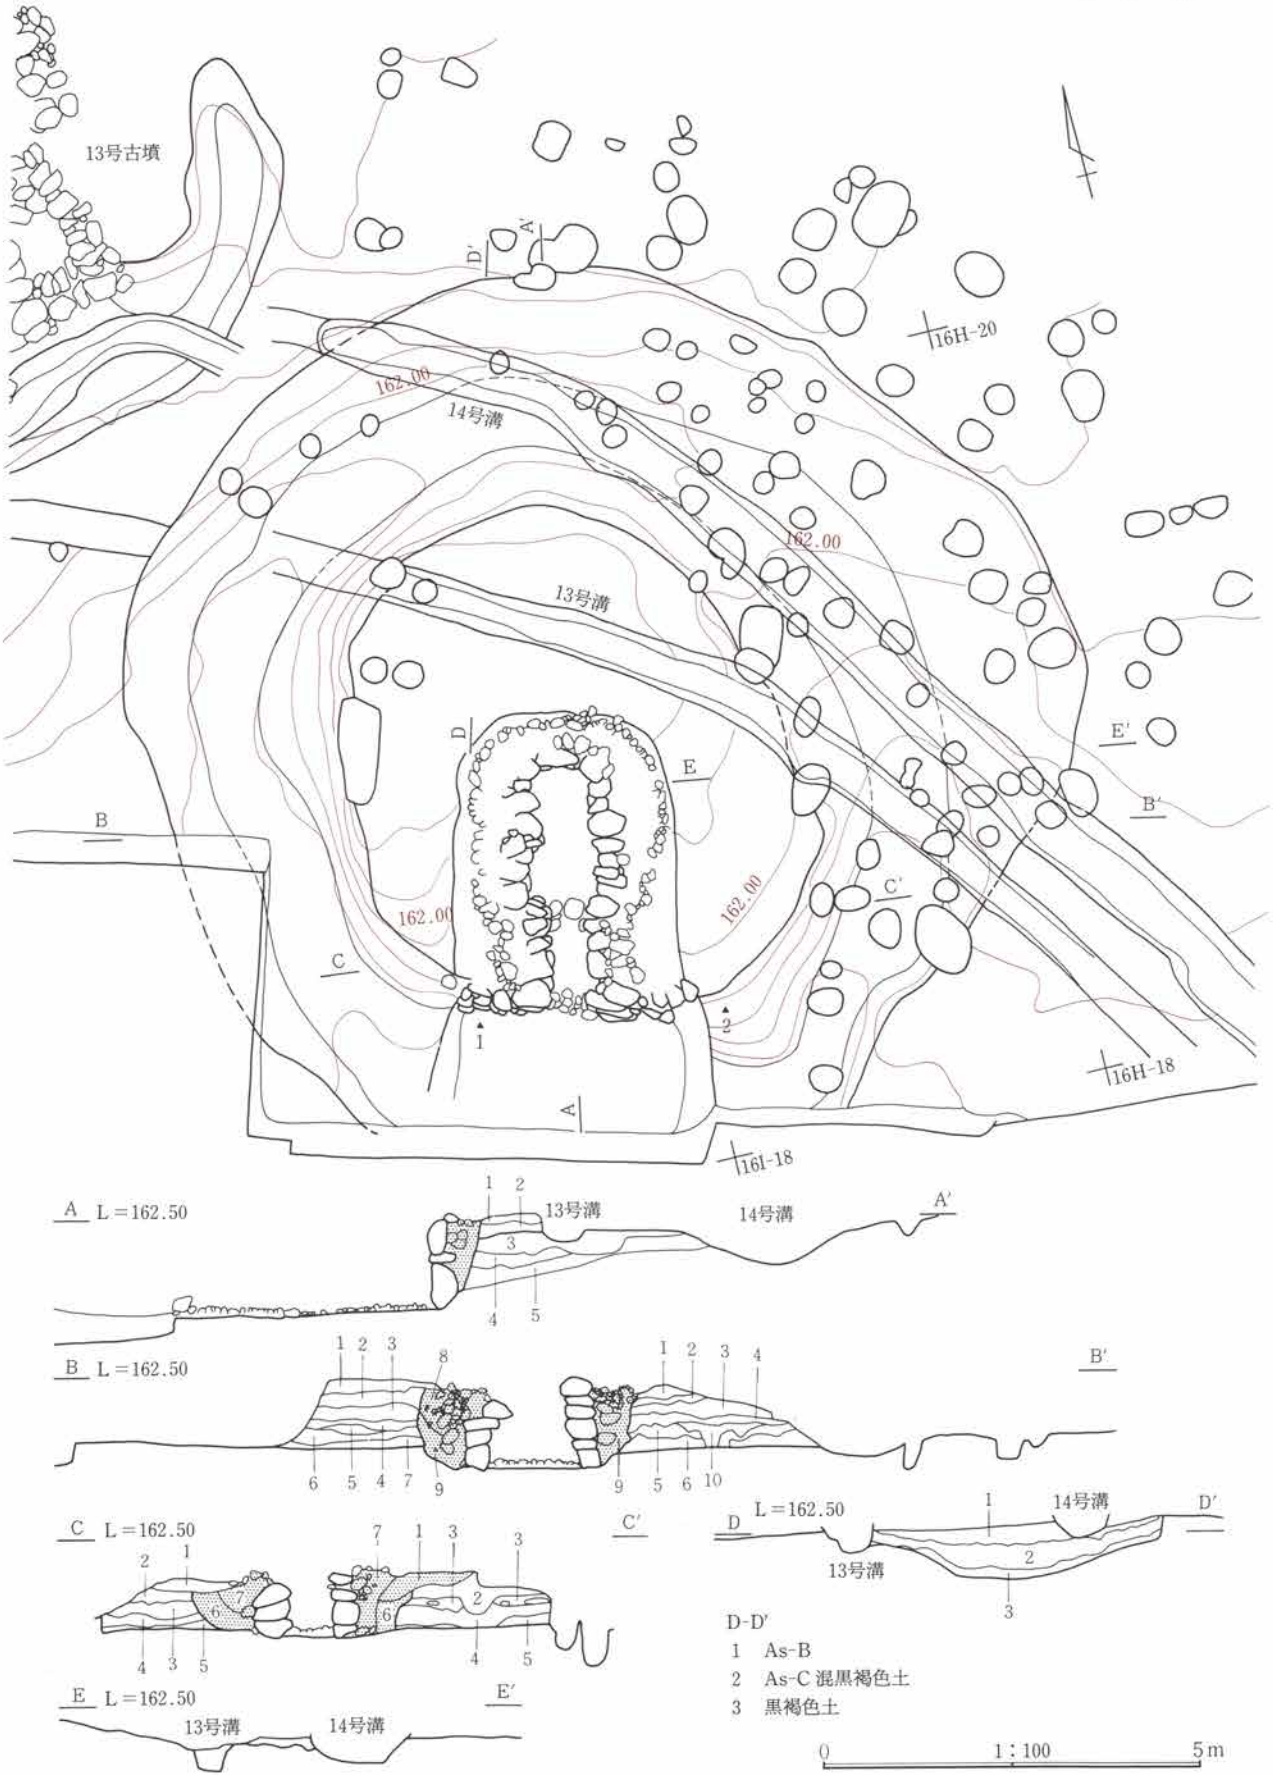 13号古墳
A′
D′
16H-20
162.00
14号溝
162.00
13号溝
D
E
E′
B
B′
162.00
162.00
C′
C
1
2
16H-18
A
16I-18
A L=162.50
1 2 13号溝
14号溝
A′
3
4 5
B L=162.50
1 2 3 8
1 2 3 4
B′
6 5 4 7 9
9 5 6 10
C L=162.50
2 1
7 1 3 3
C′
7
6
6
2
4 3 5
4 5
D L=162.50
1 14号溝
D′
13号溝
2
3
E L=162.50
E′
13号溝
14号溝
D-D′
1 As-B
2 As-C 混黒褐色土
3 黒褐色土
0 1:100 5m